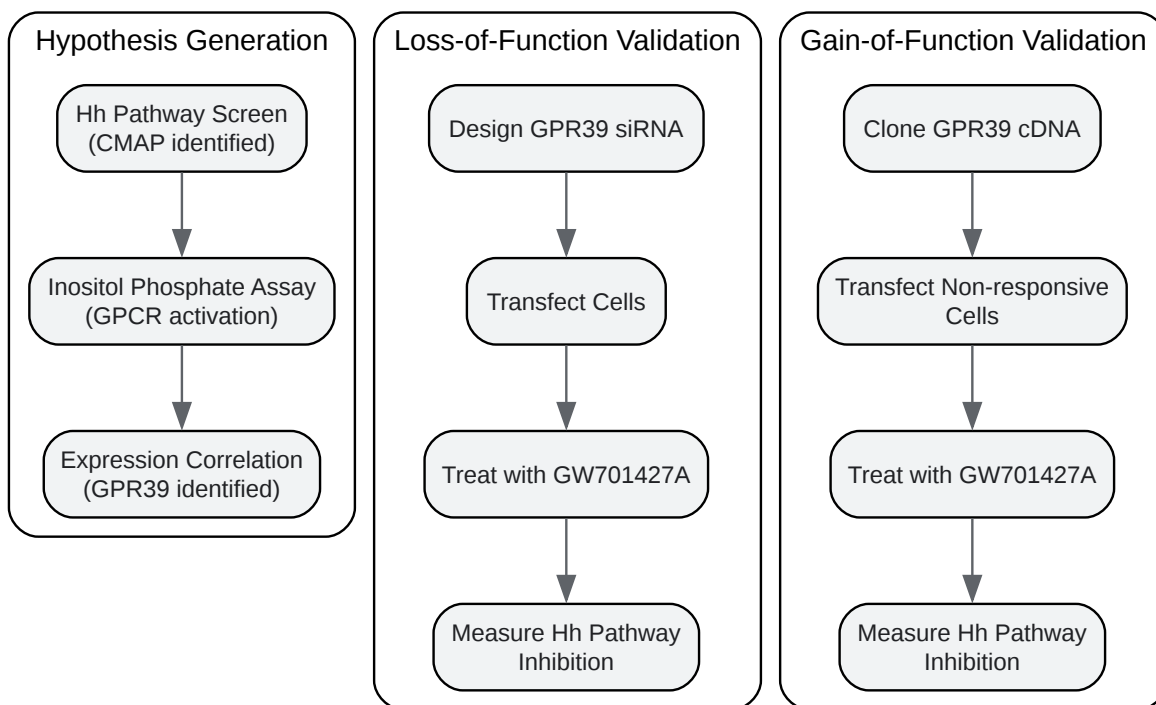 Hypothesis Generation
Hh Pathway Screen
(CMAP identified)
Inositol Phosphate Assay
(GPCR activation)
Expression Correlation
(GPR39 identified)
Loss-of-Function Validation
Design GPR39 siRNA
Transfect Cells
Treat with GW701427A
Measure Hh Pathway
Inhibition
Gain-of-Function Validation
Clone GPR39 cDNA
Transfect Non-responsive
Cells
Treat with GW701427A
Measure Hh Pathway
Inhibition